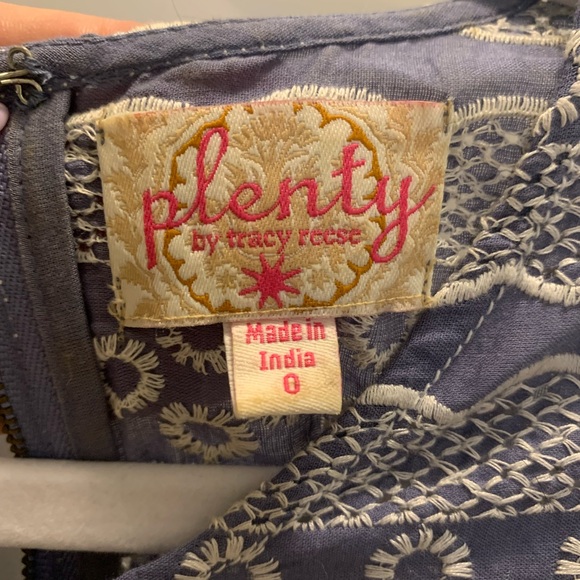 plenty
by tracy reese
Made in
India
0